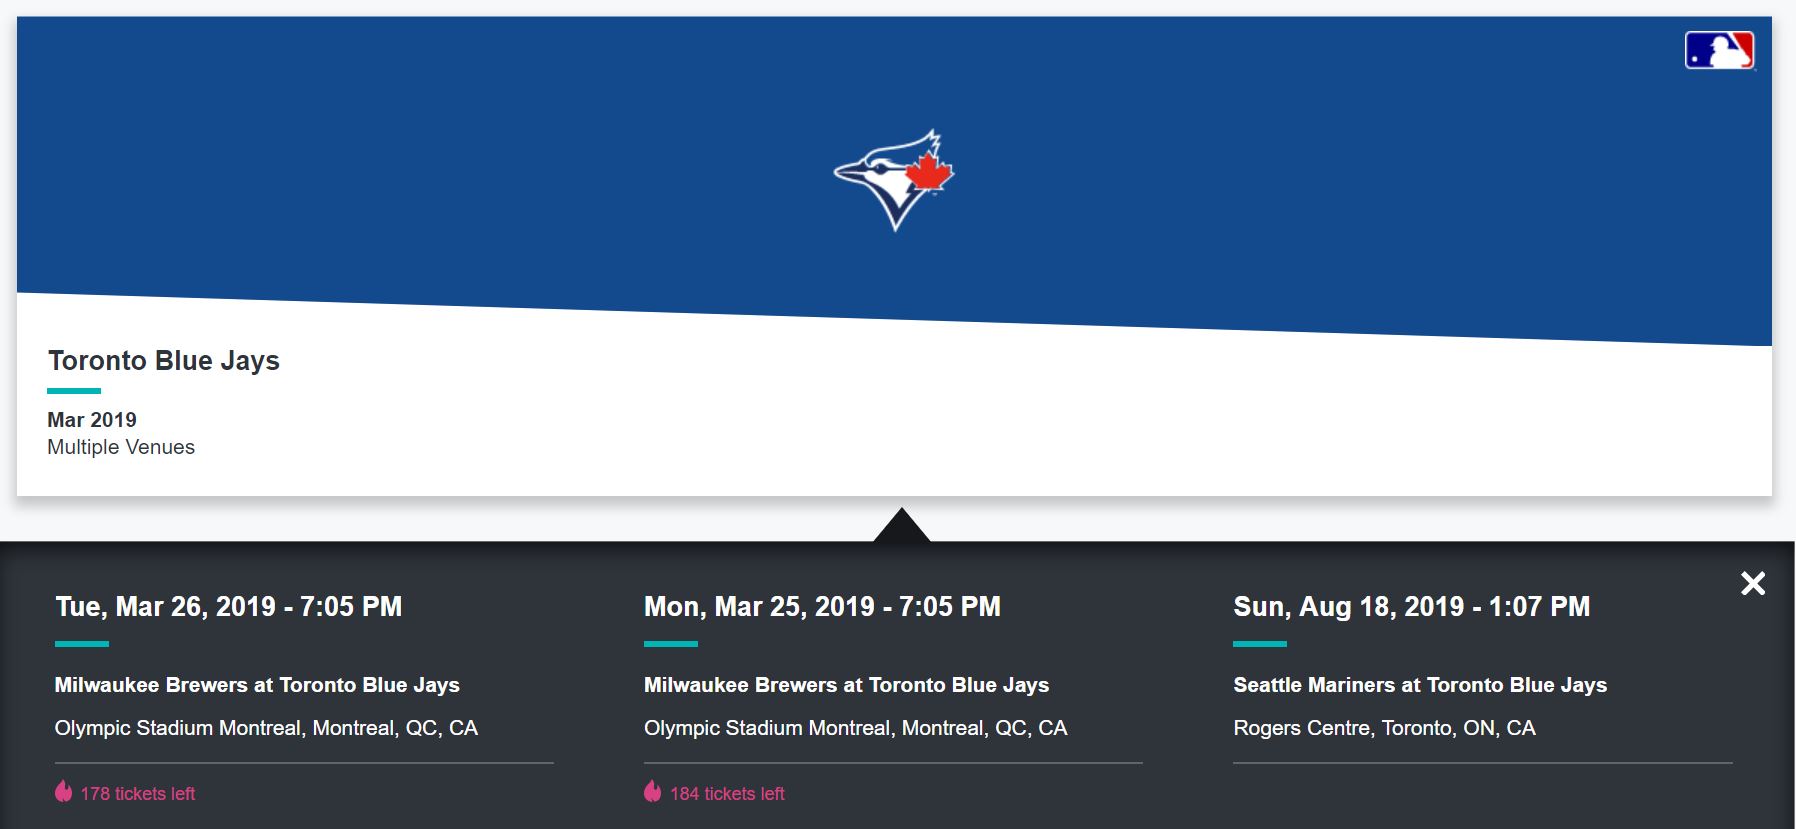 Toronto Blue Jays
Mar 2019
Multiple Venues
Tue, Mar 26, 2019 - 7:05 PM
Milwaukee Brewers at Toronto Blue Jays
Olympic Stadium Montreal, Montreal, QC, CA
178 tickets left
Mon, Mar 25, 2019 - 7:05 PM
Milwaukee Brewers at Toronto Blue Jays
Olympic Stadium Montreal, Montreal, QC, CA
184 tickets left
Sun, Aug 18, 2019 - 1:07 PM
Seattle Mariners at Toronto Blue Jays
Rogers Centre, Toronto, ON, CA